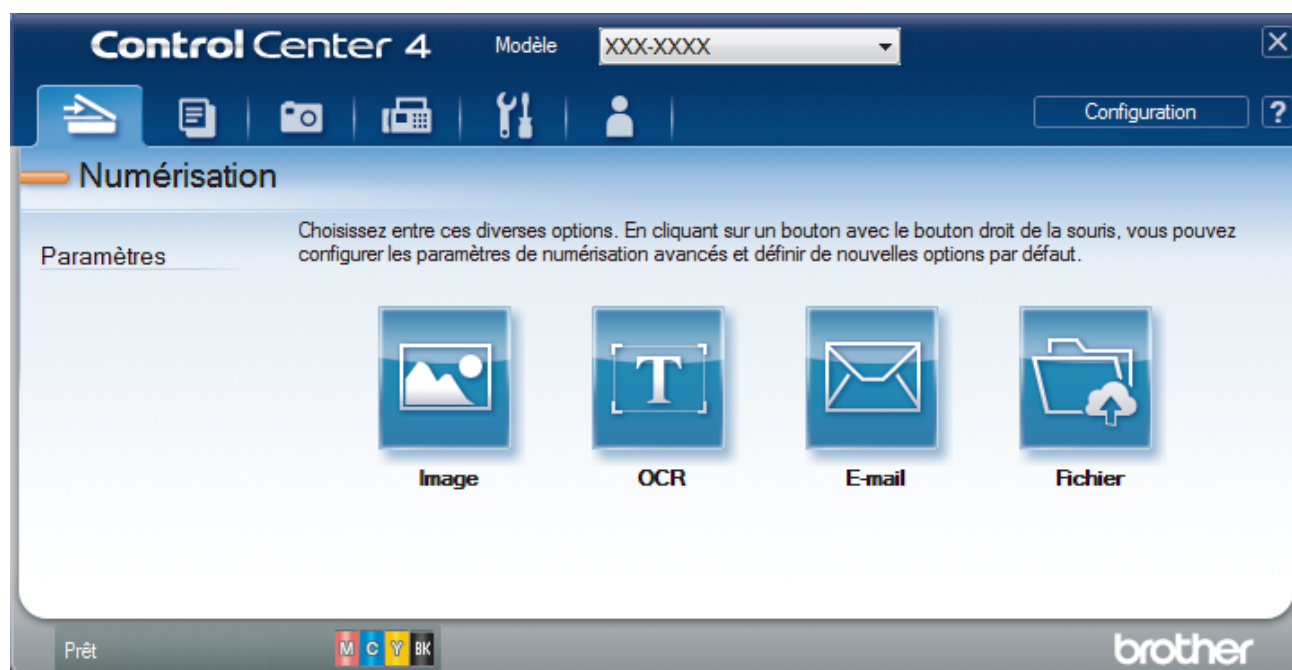 Control Center 4
Modèle
XXX-XXXX
X
Configuration
?
Numérisation
Paramètres
Choisissez entre ces diverses options. En cliquant sur un bouton avec le bouton droit de la souris, vous pouvez
configurer les paramètres de numérisation avancés et définir de nouvelles options par défaut.
T
Image
OCR
E-mail
Fichier
Prêt
M C Y BK
brother